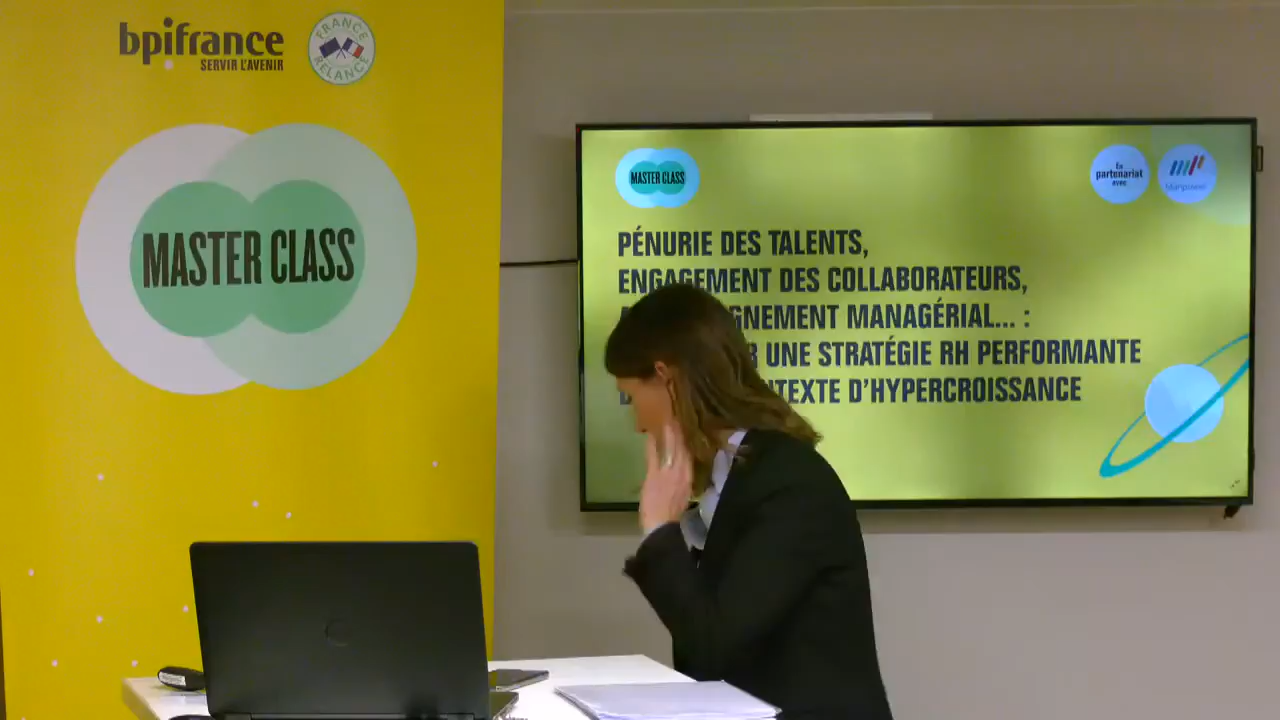 bpifrance
SERVIR L'AVENIR
FRANCE
RELANCE
MASTER CLASS
MASTER CLASS
En
partenariat
avec
Manpower
PÉNURIE DES TALENTS,
ENGAGEMENT DES COLLABORATEURS,
GNEMENT MANAGÉRIAL... :
R UNE STRATÉGIE RH PERFORMANTE
TEXTE D'HYPERCROISSANCE